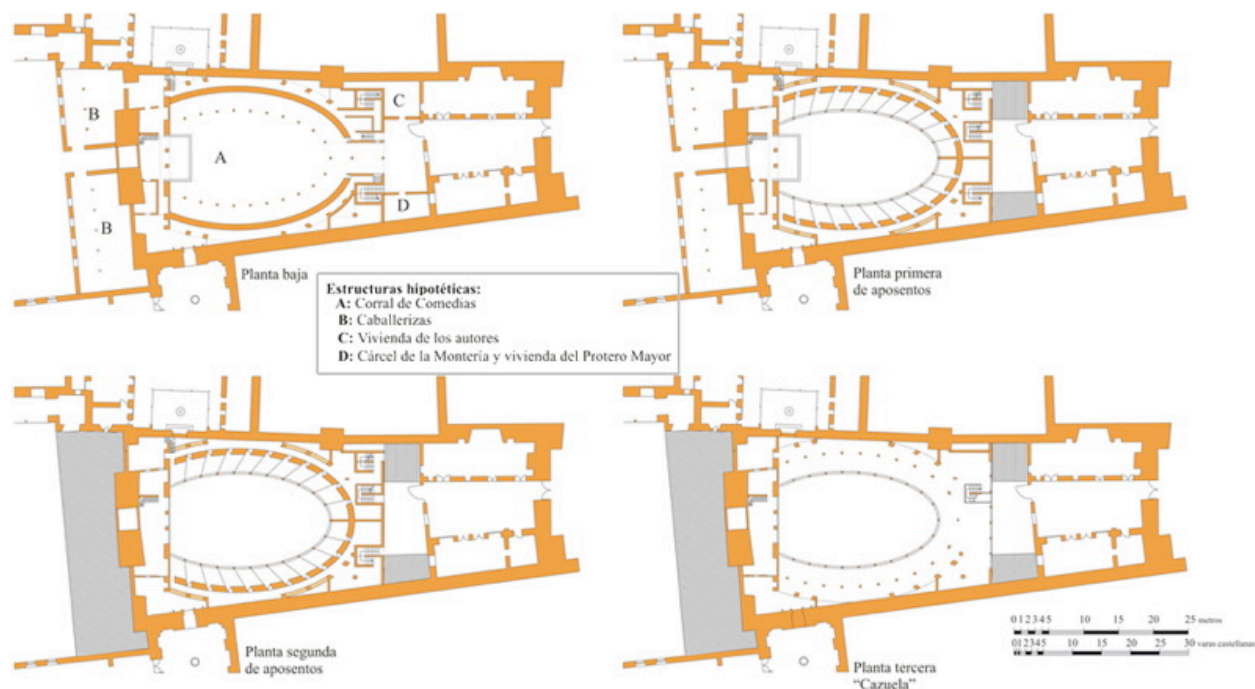 B
A
C
B
D
Planta baja
Planta primera
de aposentos
Estructuras hipotéticas:
A: Corral de Comedias
B: Caballerizas
C: Vivienda de los autores
D: Cárcel de la Montería y vivienda del Protero Mayor
Planta segunda
de aposentos
Planta tercera
“Cazuela”
0 1 2 3 4 5 10 15 20 25 metros
0 1 2 3 4 5 10 15 20 25 30 varas castellanas